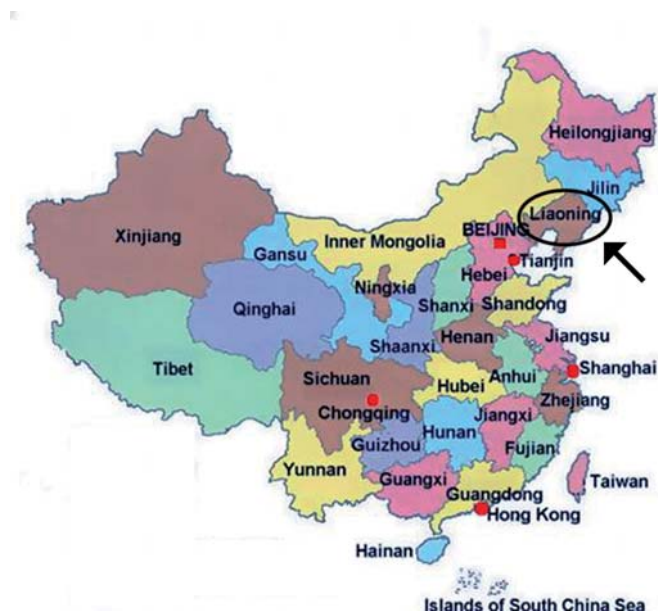 Heilongjiang
Jilin
Liaoning
BEIJING
Inner Mongolia
Xinjiang
Gansu
Tianjin
Hebei
Ningxia
Qinghai
Shanxi
Shandong
Henan
Jiangsu
Shaanxi
Tibet
Shanghai
Sichuan
Anhui
Hubei
Zhejiang
Chongqing
Jiangxi
Hunan
Guizhou
Fujian
Yunnan
Guangxi
Taiwan
Guangdong
Hong Kong
Hainan
Islands of South China Sea